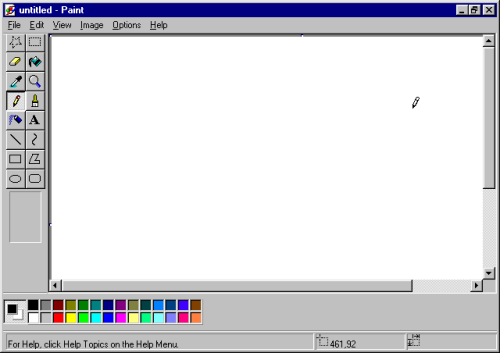 untitled - Paint
File Edit View Image Options Help
A
For Help, click Help Topics on the Help Menu.
461,92